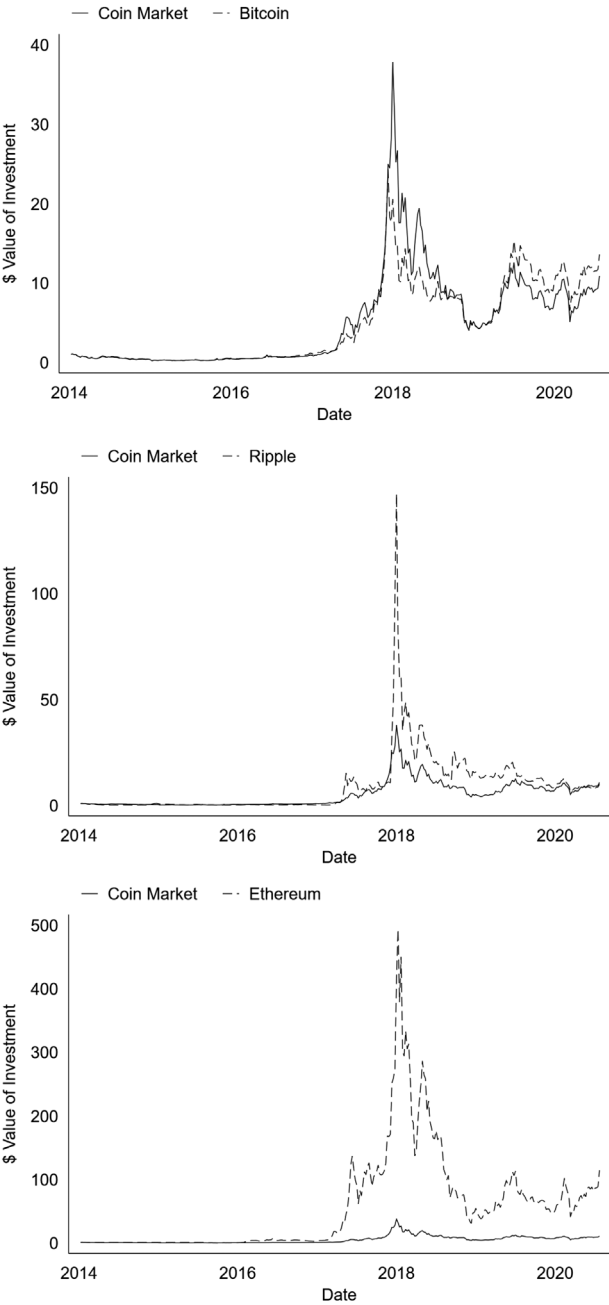 Coin Market Bitcoin
40
30
20
10
0
$ Value of Investment
2014 2016 2018 2020
Date
Coin Market Ripple
150
100
50
0
$ Value of Investment
2014 2016 2018 2020
Date
Coin Market Ethereum
500
400
300
200
100
0
$ Value of Investment
2014 2016 2018 2020
Date